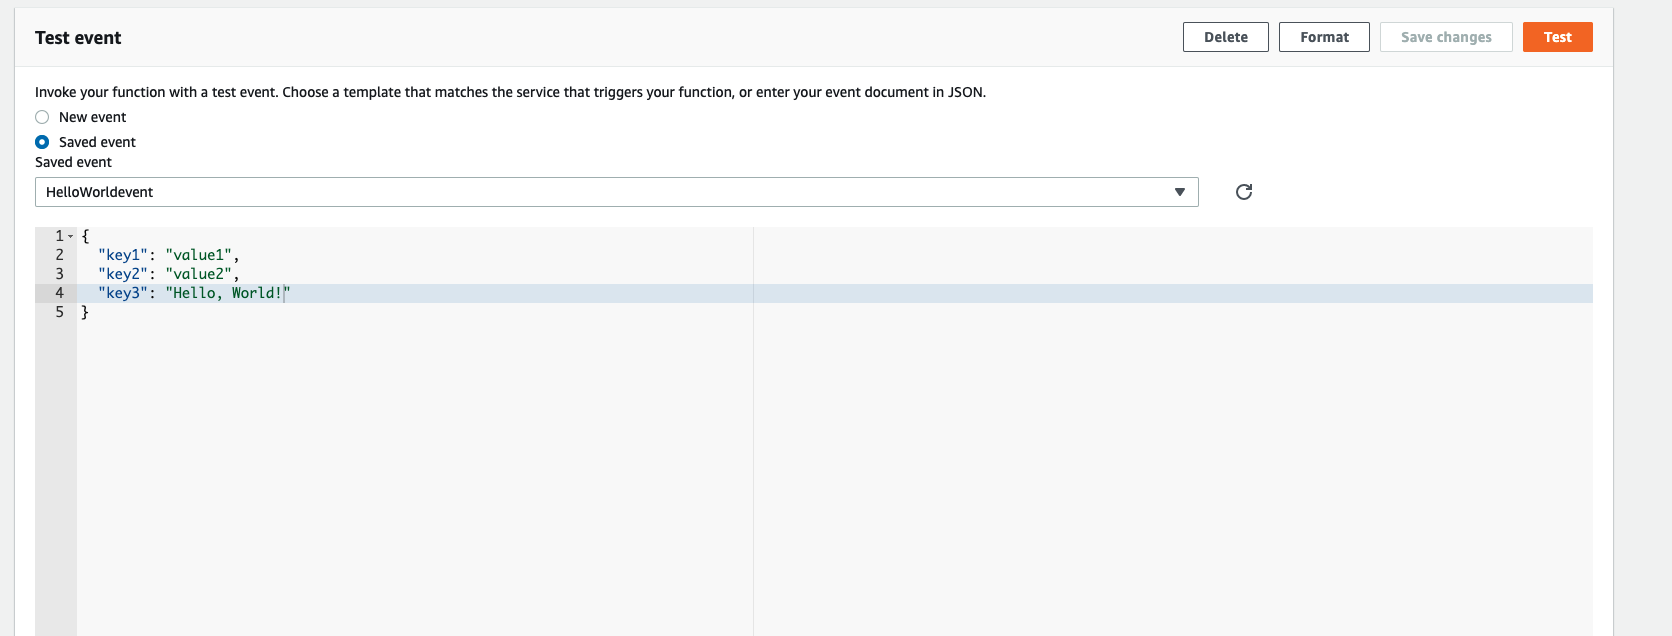 Test event
Delete
Format
Save changes
Test
Invoke your function with a test event. Choose a template that matches the service that triggers your function, or enter your event document in JSON.
New event
Saved event
Saved event
HelloWorldevent
1 {
2 "key1": "value1",
3 "key2": "value2",
4 "key3": "Hello, World!"
5 }